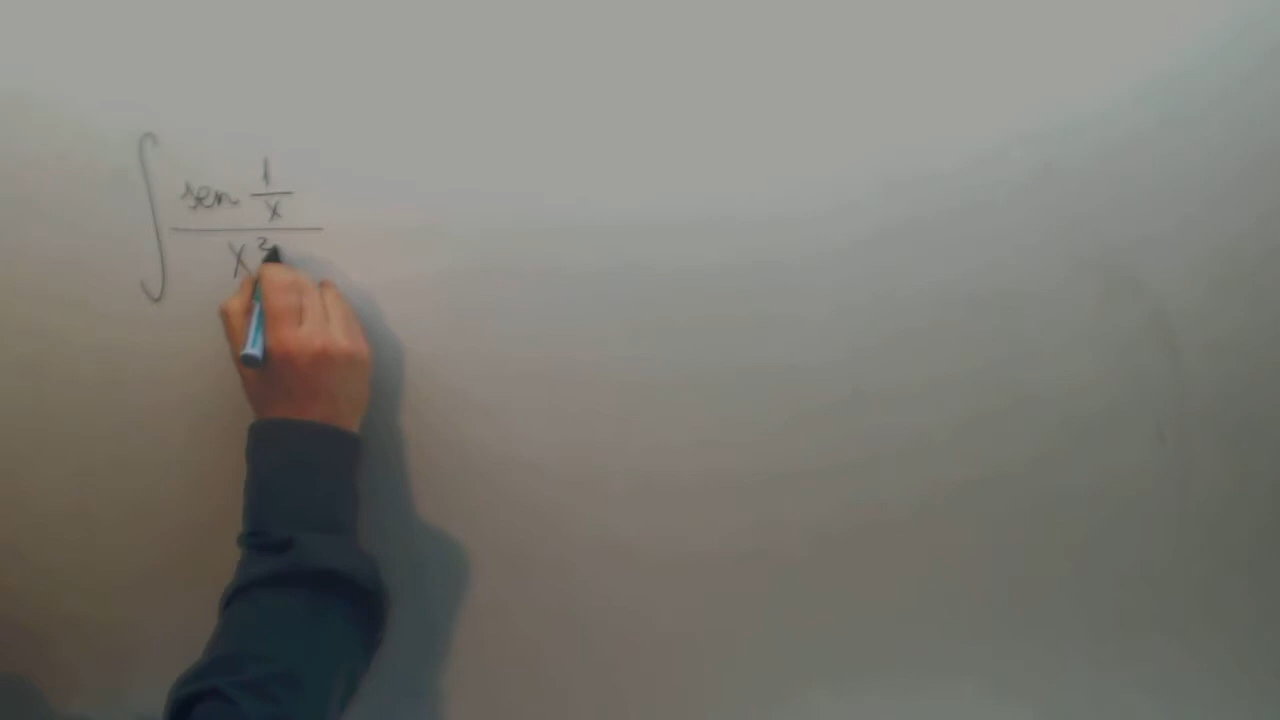 ∫ sen 1/x / x²